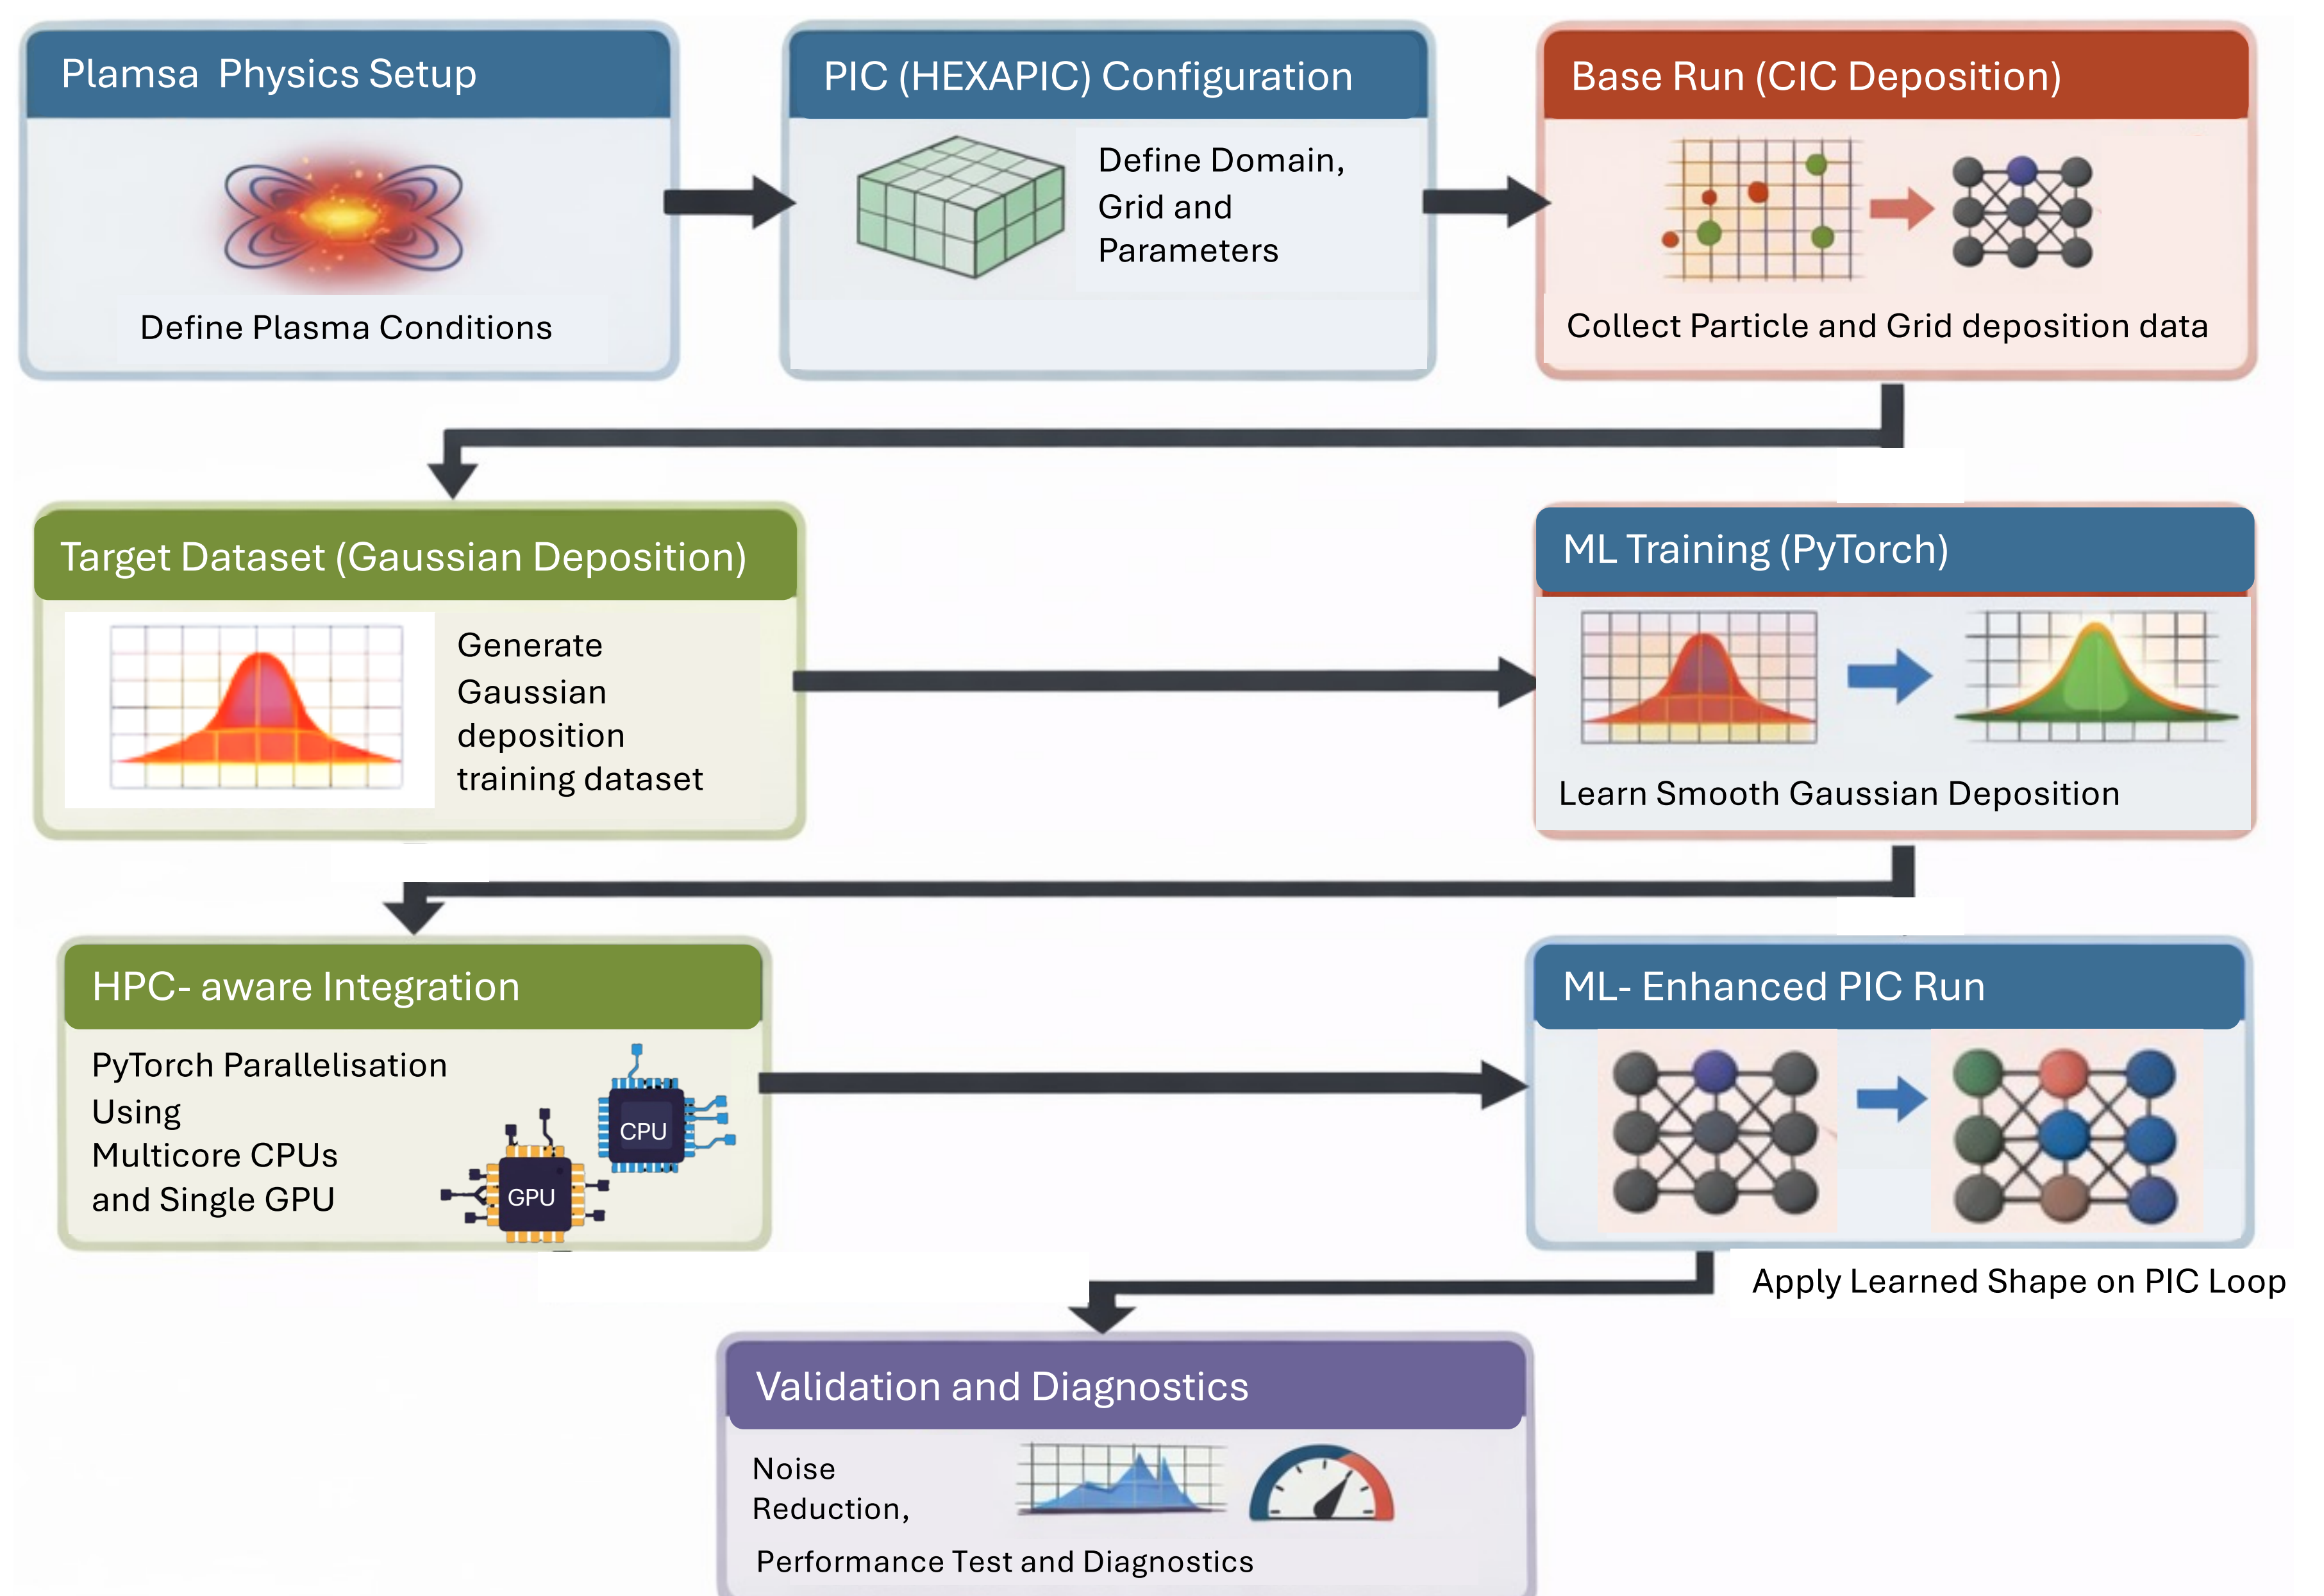 Plamsa  Physics Setup
Define Plasma Conditions
PIC (HEXAPIC) Configuration
Define Domain,
Grid and
Parameters
Base Run (CIC Deposition)
Collect Particle and Grid deposition data
Target Dataset (Gaussian Deposition)
Generate
Gaussian
deposition
training dataset
ML Training (PyTorch)
Learn Smooth Gaussian Deposition
HPC- aware Integration
PyTorch Parallelisation
Using
Multicore CPUs
and Single GPU
CPU
GPU
ML- Enhanced PIC Run
Apply Learned Shape on PIC Loop
Validation and Diagnostics
Noise
Reduction,
Performance Test and Diagnostics